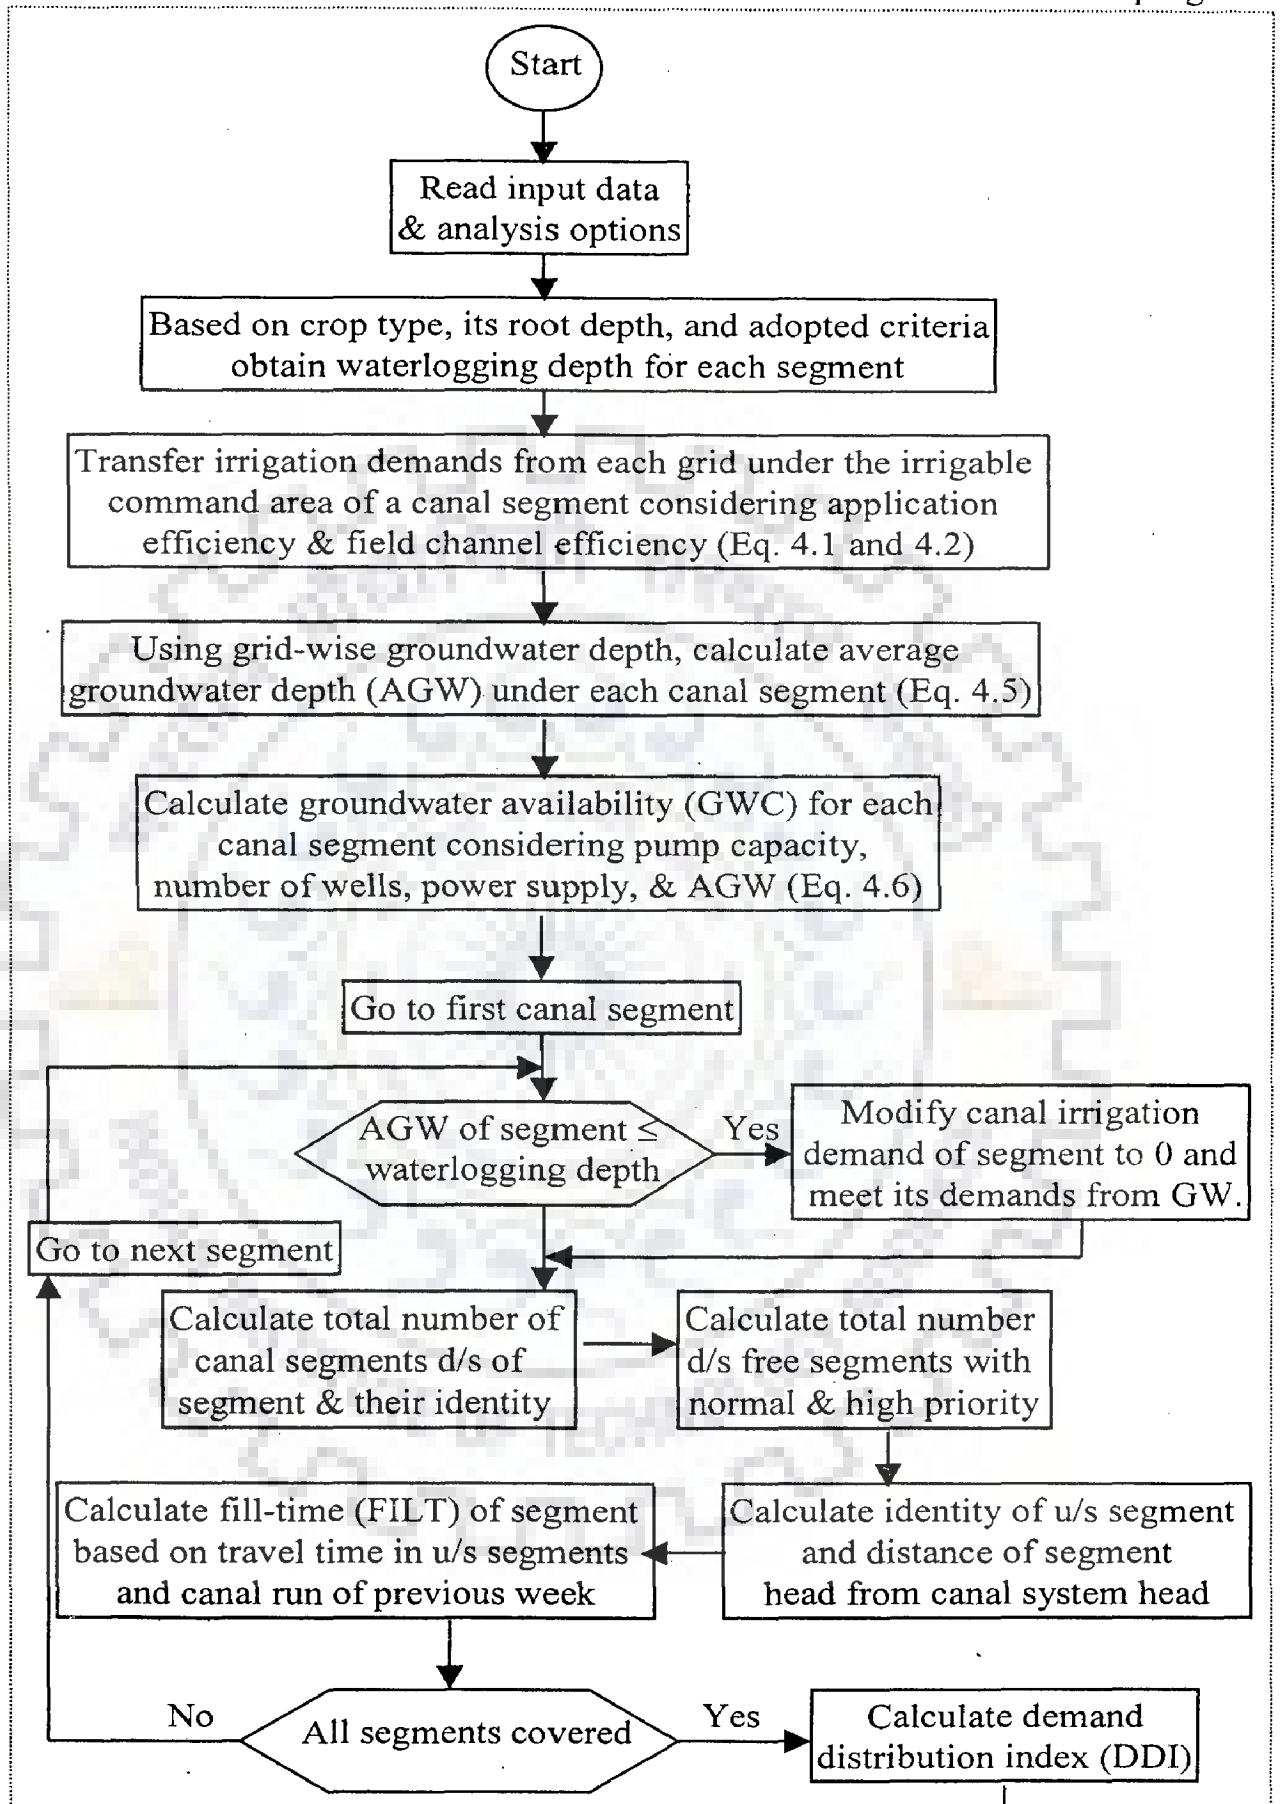 Start
Read input data
& analysis options
Based on crop type, its root depth, and adopted criteria
obtain waterlogging depth for each segment
Transfer irrigation demands from each grid under the irrigable
command area of a canal segment considering application
efficiency & field channel efficiency (Eq. 4.1 and 4.2)
Using grid-wise groundwater depth, calculate average
groundwater depth (AGW) under each canal segment (Eq. 4.5)
Calculate groundwater availability (GWC) for each
canal segment considering pump capacity,
number of wells, power supply, & AGW (Eq. 4.6)
Go to first canal segment
AGW of segment ≤
waterlogging depth
Yes
Modify canal irrigation
demand of segment to 0 and
meet its demands from GW.
Go to next segment
Calculate total number of
canal segments d/s of
segment & their identity
Calculate total number
d/s free segments with
normal & high priority
Calculate identity of u/s segment
and distance of segment
head from canal system head
Calculate fill-time (FILT) of segment
based on travel time in u/s segments
and canal run of previous week
No
All segments covered
Yes
Calculate demand
distribution index (DDI)